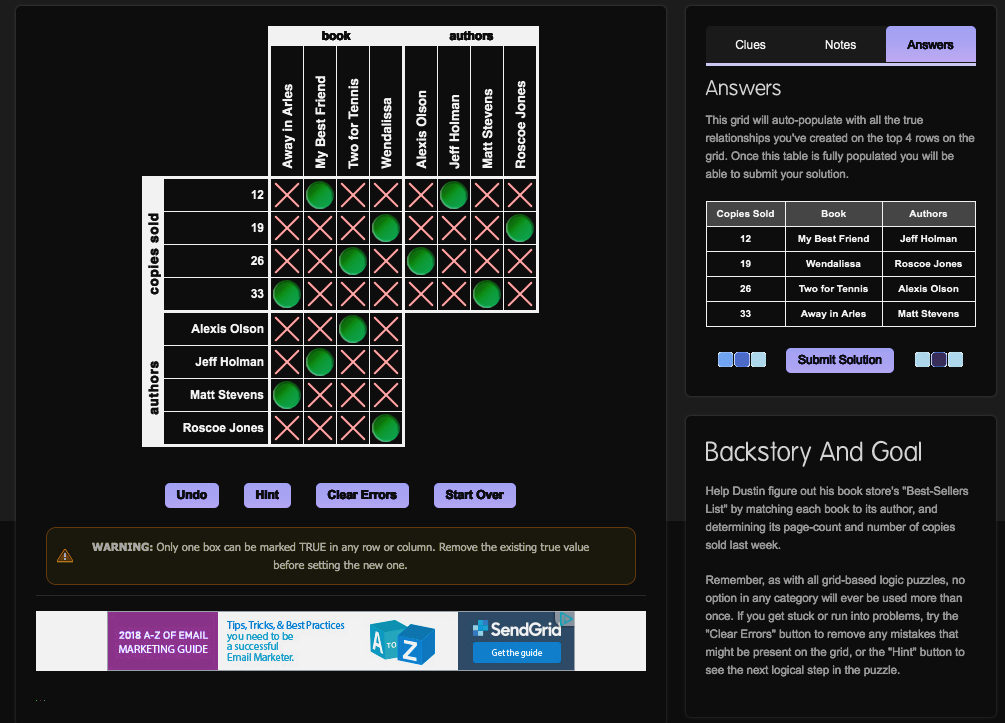 book authors
Away in Arles
My Best Friend
Two for Tennis
Wendalissa
Alexis Olson
Jeff Holman
Matt Stevens
Roscoe Jones
copies sold
12
19
26
33
authors
Alexis Olson
Jeff Holman
Matt Stevens
Roscoe Jones
Undo Hint Clear Errors Start Over
WARNING: Only one box can be marked TRUE in any row or column. Remove the existing true value
before setting the new one.
2018 A-Z OF EMAIL
MARKETING GUIDE
Tips, Tricks, & Best Practices
you need to be
a successful
Email Marketer.
A TO Z
SendGrid
Get the guide
Clues Notes Answers
Answers
This grid will auto-populate with all the true
relationships you've created on the top 4 rows on the
grid. Once this table is fully populated you will be
able to submit your solution.
Copies Sold Book Authors
12 My Best Friend Jeff Holman
19 Wendalissa Roscoe Jones
26 Two for Tennis Alexis Olson
33 Away in Arles Matt Stevens
Submit Solution
Backstory And Goal
Help Dustin figure out his book store's "Best-Sellers
List" by matching each book to its author, and
determining its page-count and number of copies
sold last week.
Remember, as with all grid-based logic puzzles, no
option in any category will ever be used more than
once. If you get stuck or run into problems, try the
"Clear Errors" button to remove any mistakes that
might be present on the grid, or the "Hint" button to
see the next logical step in the puzzle.